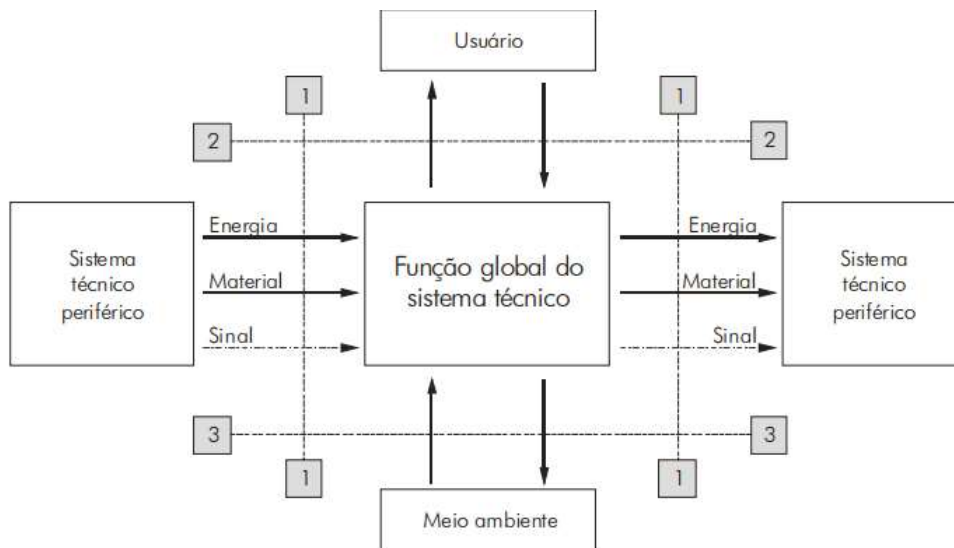 Usuário
1
1
2
2
Energia
Energia
Sistema
técnico
periférico
Material
Função global do
sistema técnico
Material
Sistema
técnico
periférico
Sinal
Sinal
3
3
1
1
Meio ambiente